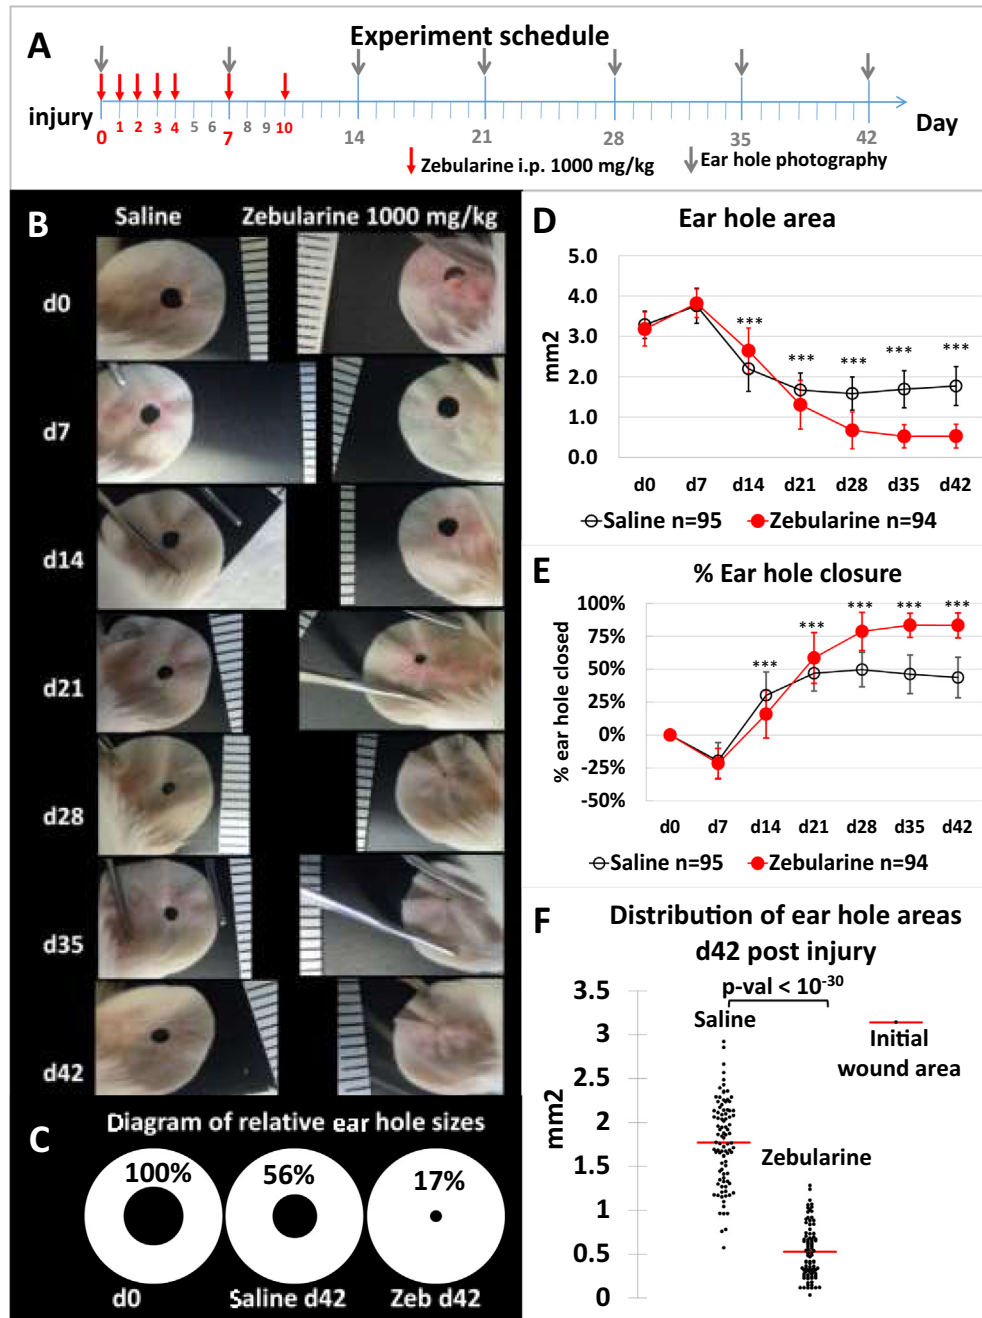 A
Experiment schedule
injury
0 1 2 3 4 5 6 7 8 9 10 14 21 28 35 42
Day
Zebularine i.p. 1000 mg/kg
Ear hole photography
B
Saline
Zebularine 1000 mg/kg
d0
d7
d14
d21
d28
d35
d42
C
Diagram of relative ear hole sizes
100%
56%
17%
d0
Saline d42
Zeb d42
D
Ear hole area
mm2
5.0
4.0
3.0
2.0
1.0
0.0
*** *** *** *** ***
d0 d7 d14 d21 d28 d35 d42
Saline n=95
Zebularine n=94
E
% Ear hole closure
% ear hole closed
100%
75%
50%
25%
0%
-25%
-50%
*** *** *** *** ***
d0 d7 d14 d21 d28 d35 d42
Saline n=95
Zebularine n=94
F
Distribution of ear hole areas
d42 post injury
p-val < 10⁻³⁰
mm2
3.5
3
2.5
2
1.5
1
0.5
0
Saline
Zebularine
Initial
wound area